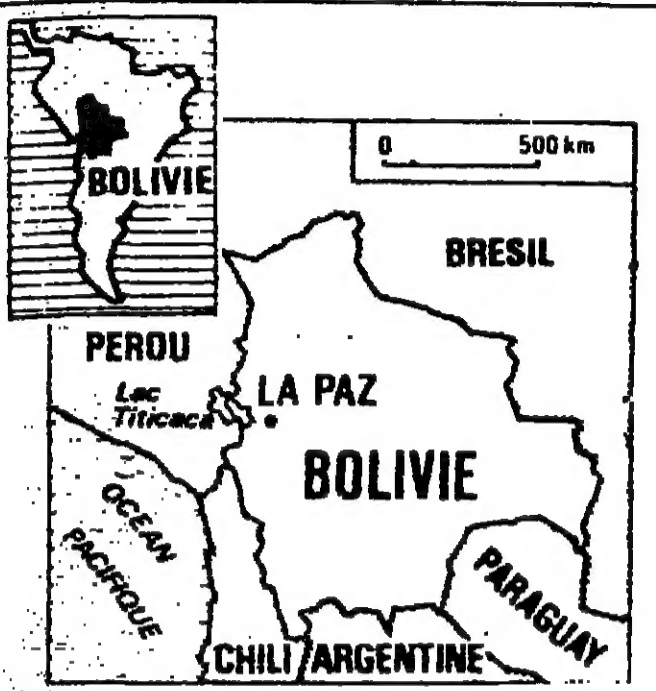 BOLIVIE
0 500 km
BRESIL
PEROU
Lac
Titicaca
LA PAZ
BOLIVIE
OCEAN
PACIFIQUE
PARAGUAY
CHILI
ARGENTINE